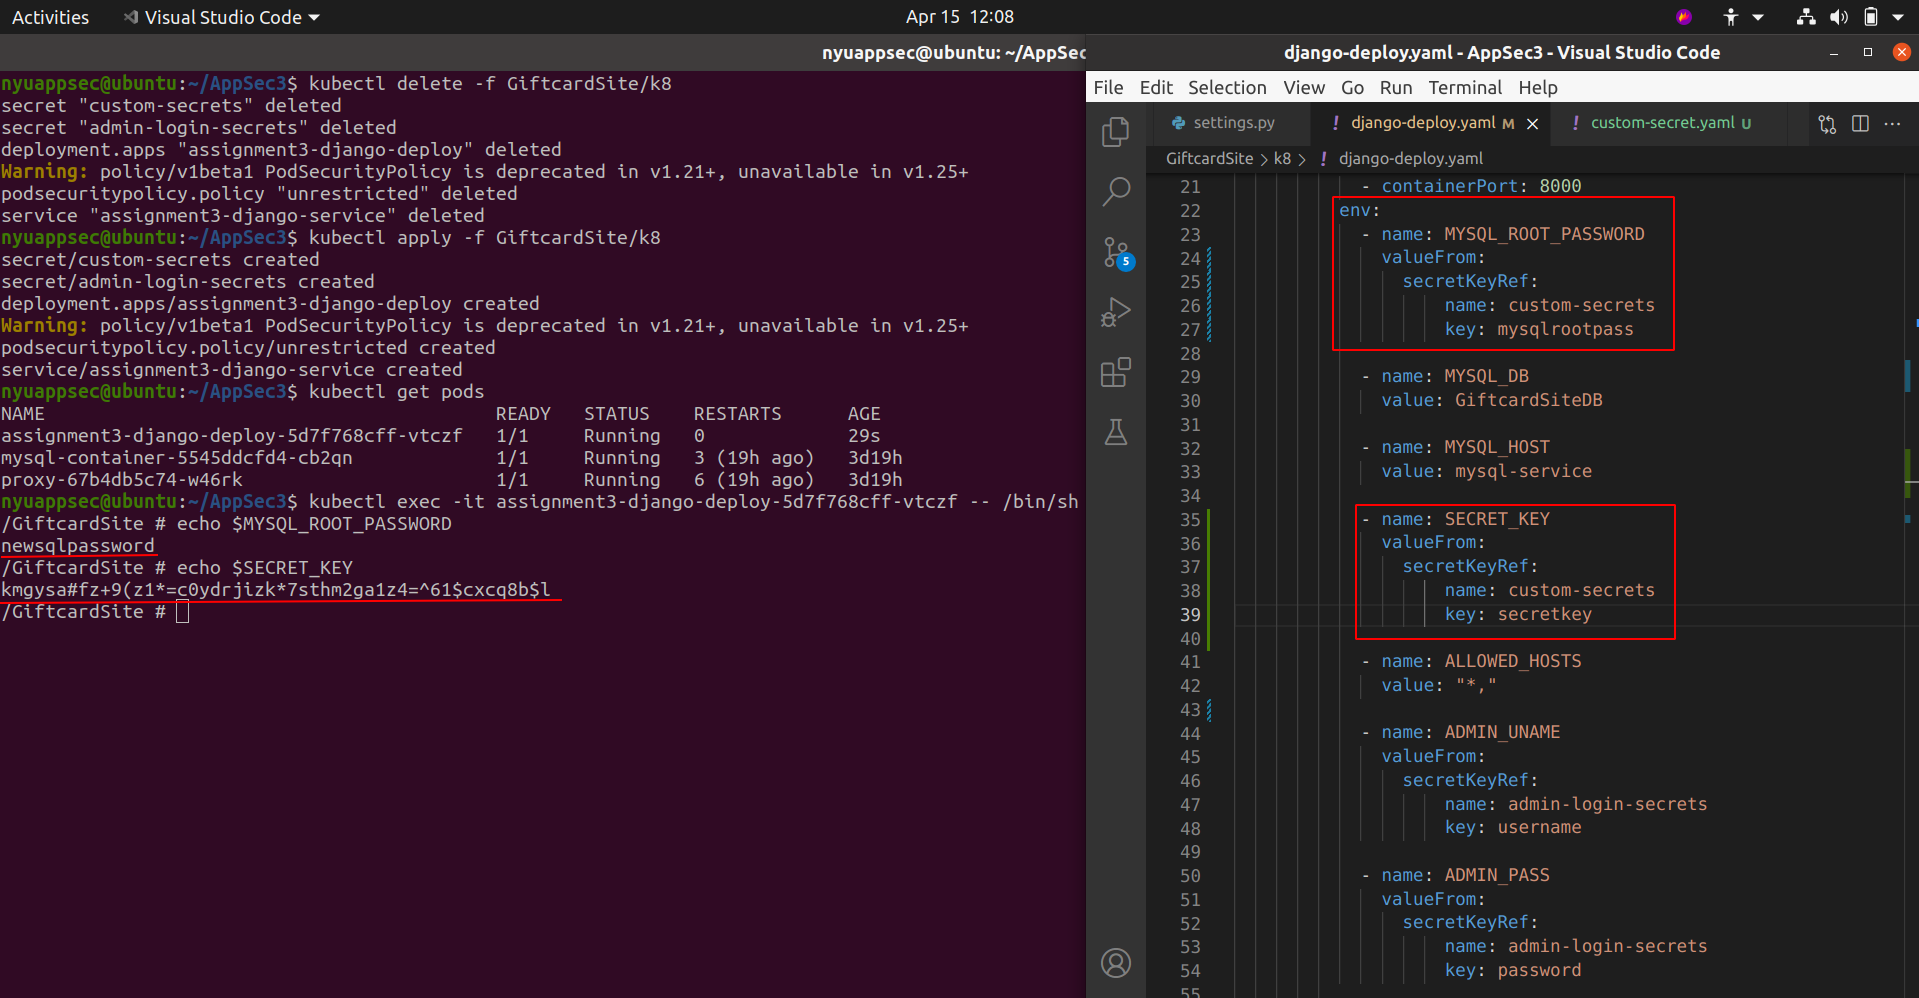 Activities
Visual Studio Code
Apr 15 12:08
nyuappsec@ubuntu: ~/AppSec
nyuappsec@ubuntu:~/AppSec3$ kubectl delete -f GiftcardSite/k8
secret "custom-secrets" deleted
secret "admin-login-secrets" deleted
deployment.apps "assignment3-django-deploy" deleted
Warning: policy/v1beta1 PodSecurityPolicy is deprecated in v1.21+, unavailable in v1.25+
podsecuritypolicy.policy "unrestricted" deleted
service "assignment3-django-service" deleted
nyuappsec@ubuntu:~/AppSec3$ kubectl apply -f GiftcardSite/k8
secret/custom-secrets created
secret/admin-login-secrets created
deployment.apps/assignment3-django-deploy created
Warning: policy/v1beta1 PodSecurityPolicy is deprecated in v1.21+, unavailable in v1.25+
podsecuritypolicy.policy/unrestricted created
service/assignment3-django-service created
nyuappsec@ubuntu:~/AppSec3$ kubectl get pods
NAME READY STATUS RESTARTS AGE
assignment3-django-deploy-5d7f768cff-vtczf 1/1 Running 0 29s
mysql-container-5545ddcfd4-cb2qn 1/1 Running 3 (19h ago) 3d19h
proxy-67b4db5c74-w46rk 1/1 Running 6 (19h ago) 3d19h
nyuappsec@ubuntu:~/AppSec3$ kubectl exec -it assignment3-django-deploy-5d7f768cff-vtczf -- /bin/sh
/GiftcardSite # echo $MYSQL_ROOT_PASSWORD
newsqlpassword
/GiftcardSite # echo $SECRET_KEY
kmgysa#fz+9(z1*=c0ydrjizk*7sthm2ga1z4=^61$cxcq8b$l
/GiftcardSite #
django-deploy.yaml - AppSec3 - Visual Studio Code
File Edit Selection View Go Run Terminal Help
settings.py
! django-deploy.yaml M
! custom-secret.yaml U
GiftcardSite > k8 > ! django-deploy.yaml
5
21 - containerPort: 8000
22 env:
23 - name: MYSQL_ROOT_PASSWORD
24 valueFrom:
25 secretKeyRef:
26 name: custom-secrets
27 key: mysqlrootpass
28
29 - name: MYSQL_DB
30 value: GiftcardSiteDB
31
32 - name: MYSQL_HOST
33 value: mysql-service
34
35 - name: SECRET_KEY
36 valueFrom:
37 secretKeyRef:
38 name: custom-secrets
39 key: secretkey
40
41 - name: ALLOWED_HOSTS
42 value: "*,"
43
44 - name: ADMIN_UNAME
45 valueFrom:
46 secretKeyRef:
47 name: admin-login-secrets
48 key: username
49
50 - name: ADMIN_PASS
51 valueFrom:
52 secretKeyRef:
53 name: admin-login-secrets
54 key: password
55